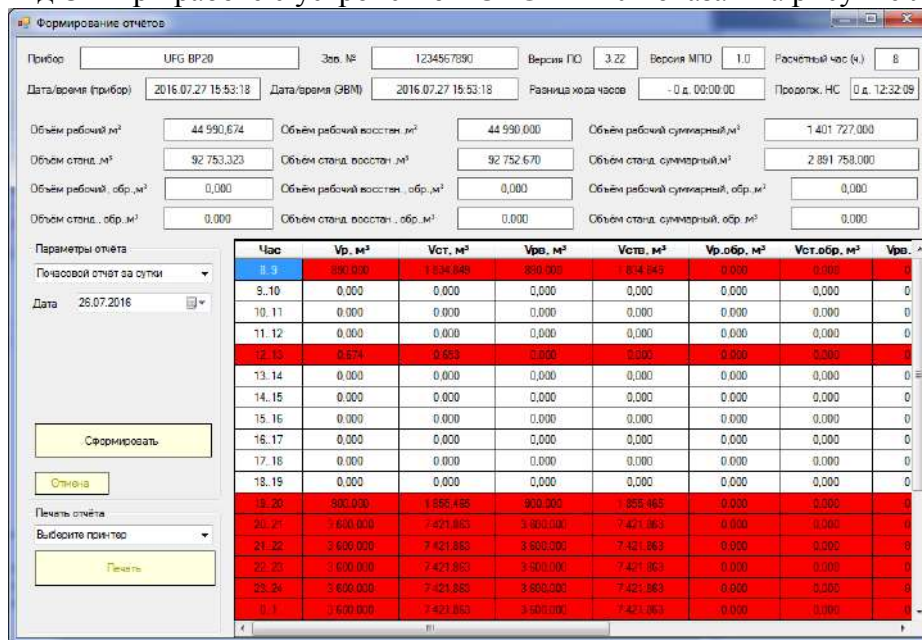 Формирование отчётов
Прибор UFG BP20 Зав. № 1234567890 Версия ПО 3.22 Версия МПО 1.0 Расчётный час (ч.) 8
Дата/время (прибор) 2016.07.27 15:53:18 Дата/время (ЭВМ) 2016.07.27 15:53:18 Разница хода часов - 0 д. 00:00:00 Продолж. НС 0 д. 12:32:09
Объём рабочий,м³ 44 990,674 Объём рабочий восстан.,м³ 44 990,000 Объём рабочий суммарный,м³ 1 401 727,000
Объём станд.,м³ 92 753,323 Объём станд. восстан.,м³ 92 752,670 Объём станд. суммарный,м³ 2 891 758,000
Объём рабочий, обр.,м³ 0,000 Объём рабочий восстан., обр.,м³ 0,000 Объём рабочий суммарный, обр.,м³ 0,000
Объём станд., обр.,м³ 0,000 Объём станд. восстан., обр.,м³ 0,000 Объём станд. суммарный, обр.,м³ 0,000
Параметры отчёта
Почасовой отчёт за сутки
Дата 26.07.2016
Сформировать
Отмена
Печать отчёта
Выберите принтер
Печать
Час Vр, м³ Vст, м³ Vрв, м³ Vств, м³ Vр.обр, м³ Vст.обр, м³ Vрв.
8..9 890,000 1 834,849 890,000 1 834,849 0,000 0,000 0
9..10 0,000 0,000 0,000 0,000 0,000 0,000 0
10..11 0,000 0,000 0,000 0,000 0,000 0,000 0
11..12 0,000 0,000 0,000 0,000 0,000 0,000 0
12..13 0,674 0,653 0,000 0,000 0,000 0,000 0
13..14 0,000 0,000 0,000 0,000 0,000 0,000 0
14..15 0,000 0,000 0,000 0,000 0,000 0,000 0
15..16 0,000 0,000 0,000 0,000 0,000 0,000 0
16..17 0,000 0,000 0,000 0,000 0,000 0,000 0
17..18 0,000 0,000 0,000 0,000 0,000 0,000 0
18..19 0,000 0,000 0,000 0,000 0,000 0,000 0
19..20 900,000 1 855,465 900,000 1 855,465 0,000 0,000 0
20..21 3 600,000 7 421,863 3 600,000 7 421,863 0,000 0,000 0
21..22 3 600,000 7 421,863 3 600,000 7 421,863 0,000 0,000 0
22..23 3 600,000 7 421,863 3 600,000 7 421,863 0,000 0,000 0
23..24 3 600,000 7 421,863 3 600,000 7 421,863 0,000 0,000 0
0..1 3 600,000 7 421,863 3 600,000 7 421,863 0,000 0,000 0